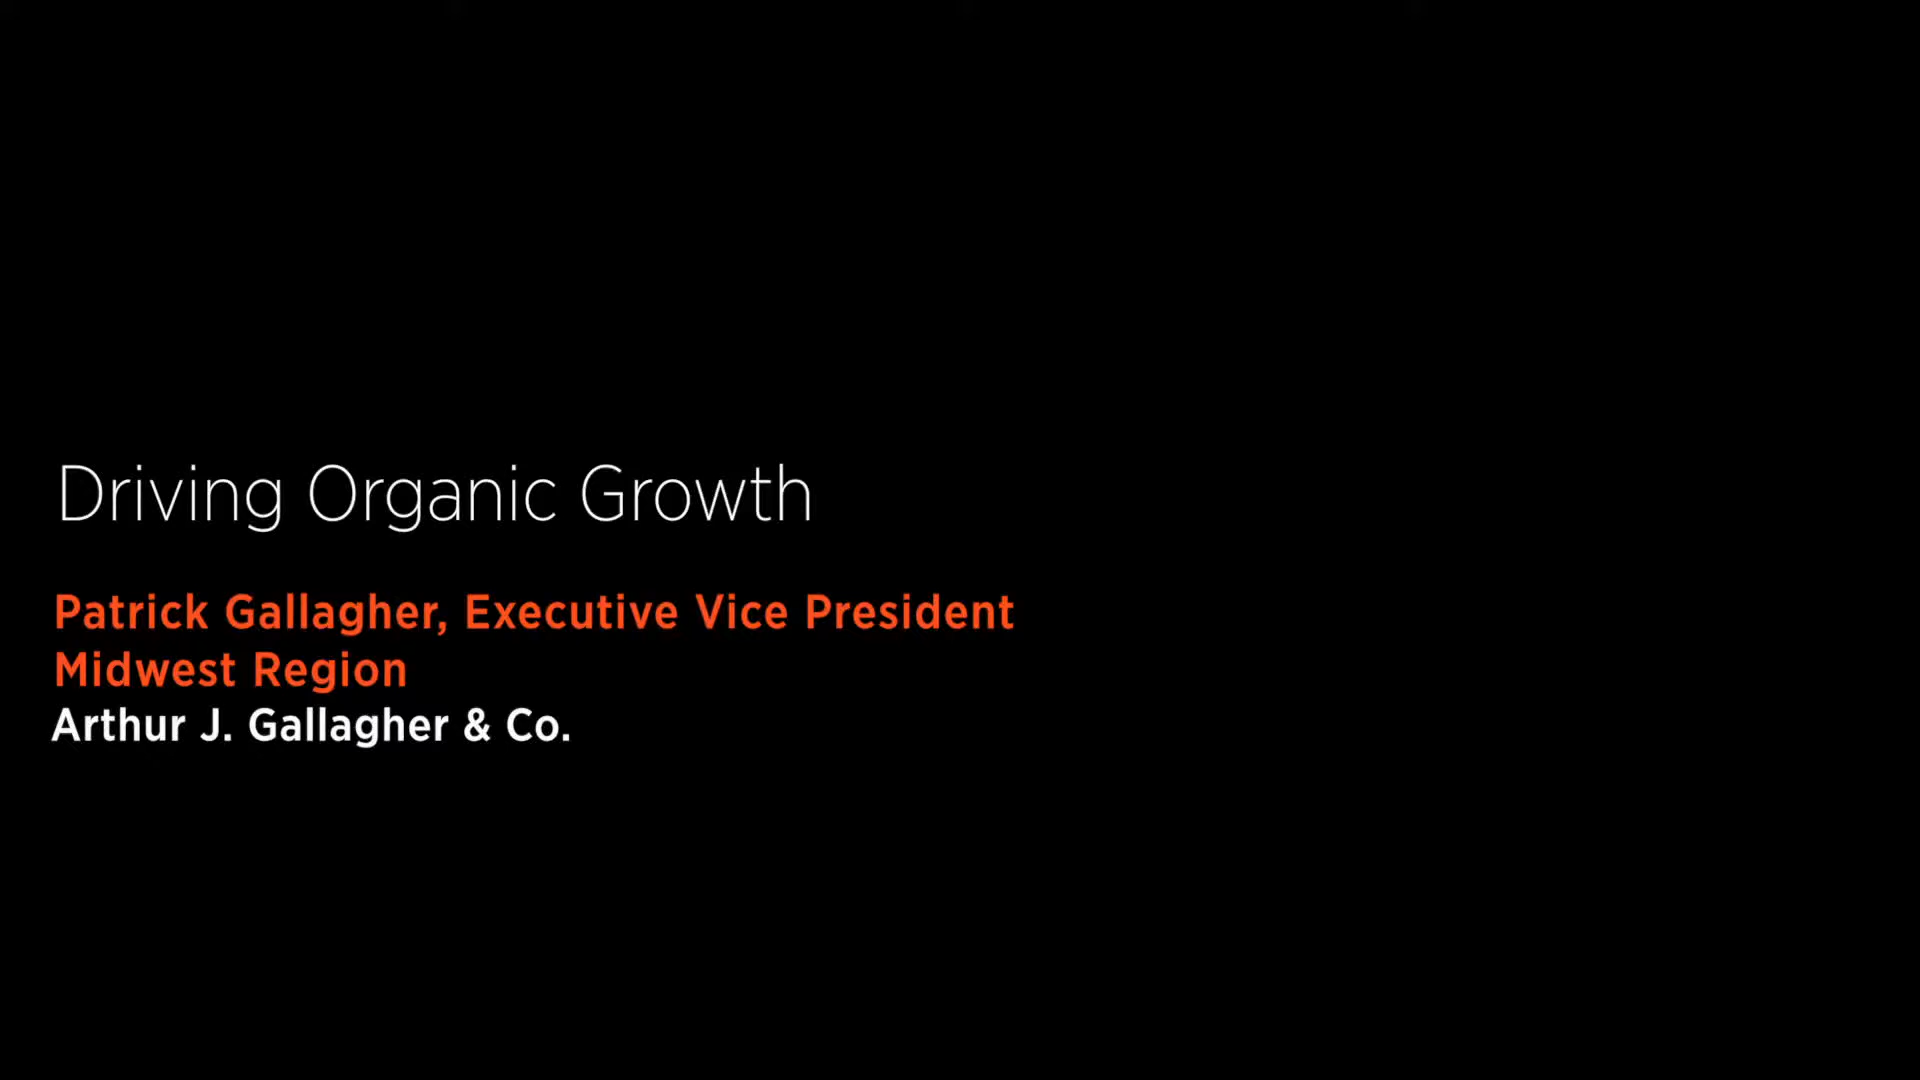 Driving Organic Growth
Patrick Gallagher, Executive Vice President
Midwest Region
Arthur J. Gallagher & Co.